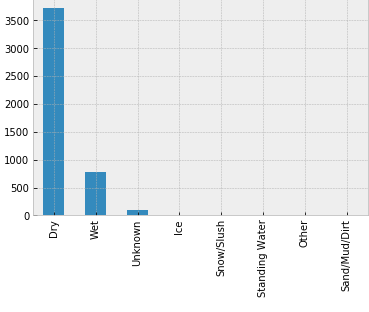 3500
3000
2500
2000
1500
1000
500
0
Dry
Wet
Unknown
Ice
Snow/Slush
Standing Water
Other
Sand/Mud/Dirt